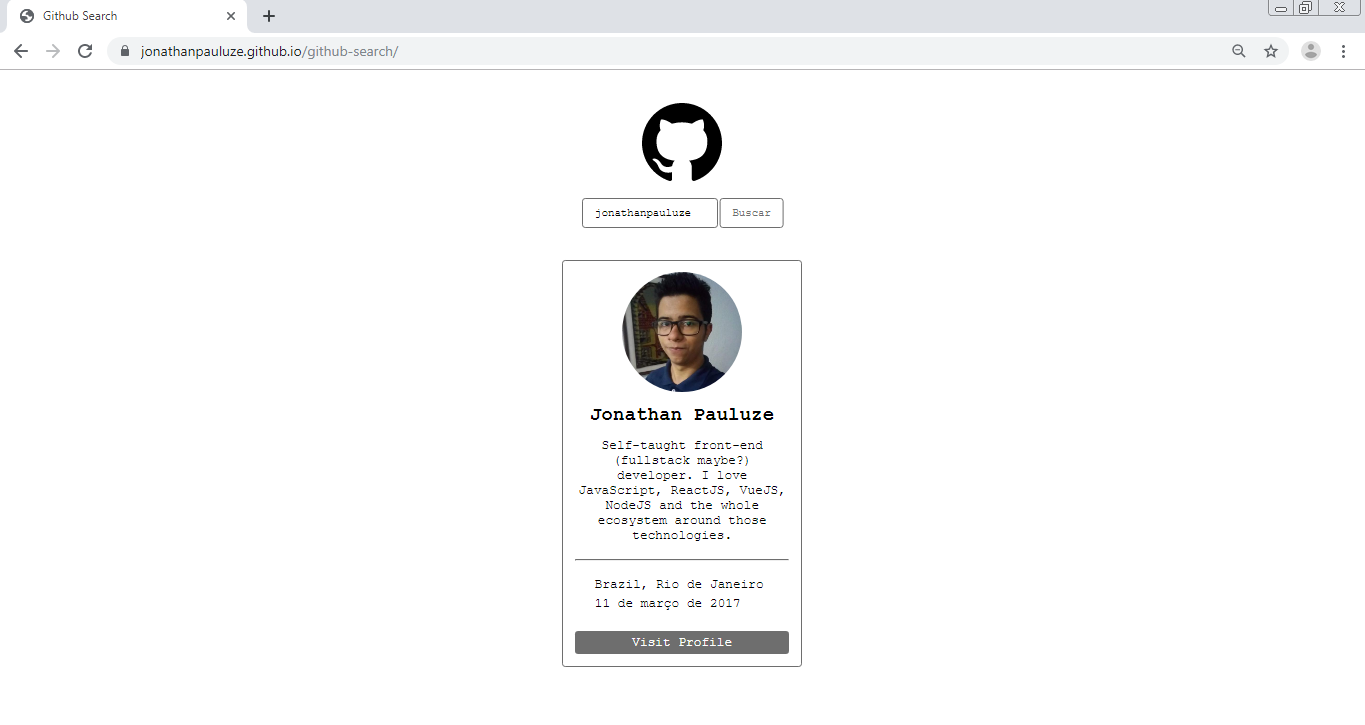 Github Search
jonathanpauluze.github.io/github-search/
jonathanpauluze
Buscar
Jonathan Pauluze
Self-taught front-end
(fullstack maybe?)
developer. I love
JavaScript, ReactJS, VueJS,
NodeJS and the whole
ecosystem around those
technologies.
Brazil, Rio de Janeiro
11 de março de 2017
Visit Profile